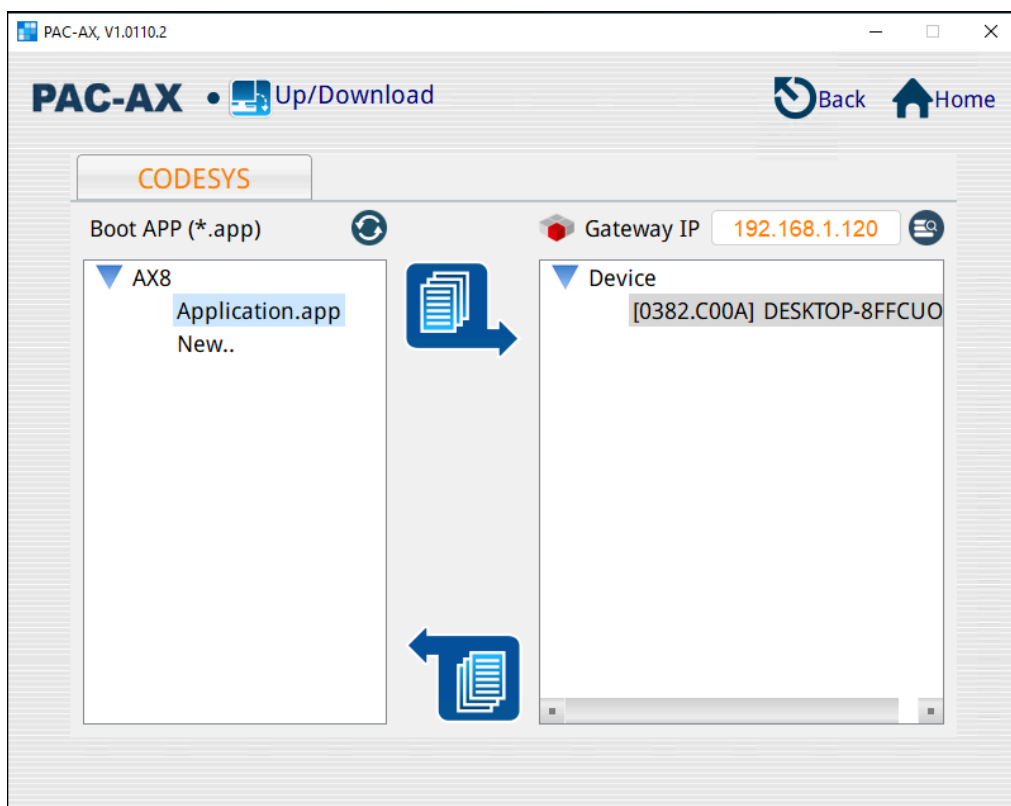 PAC-AX, V1.0110.2
PAC-AX • Up/Download Back Home
CODESYS
Boot APP (*.app) Gateway IP 192.168.1.120
AX8
Application.app
New..
Device
[0382.C00A] DESKTOP-8FFCUO